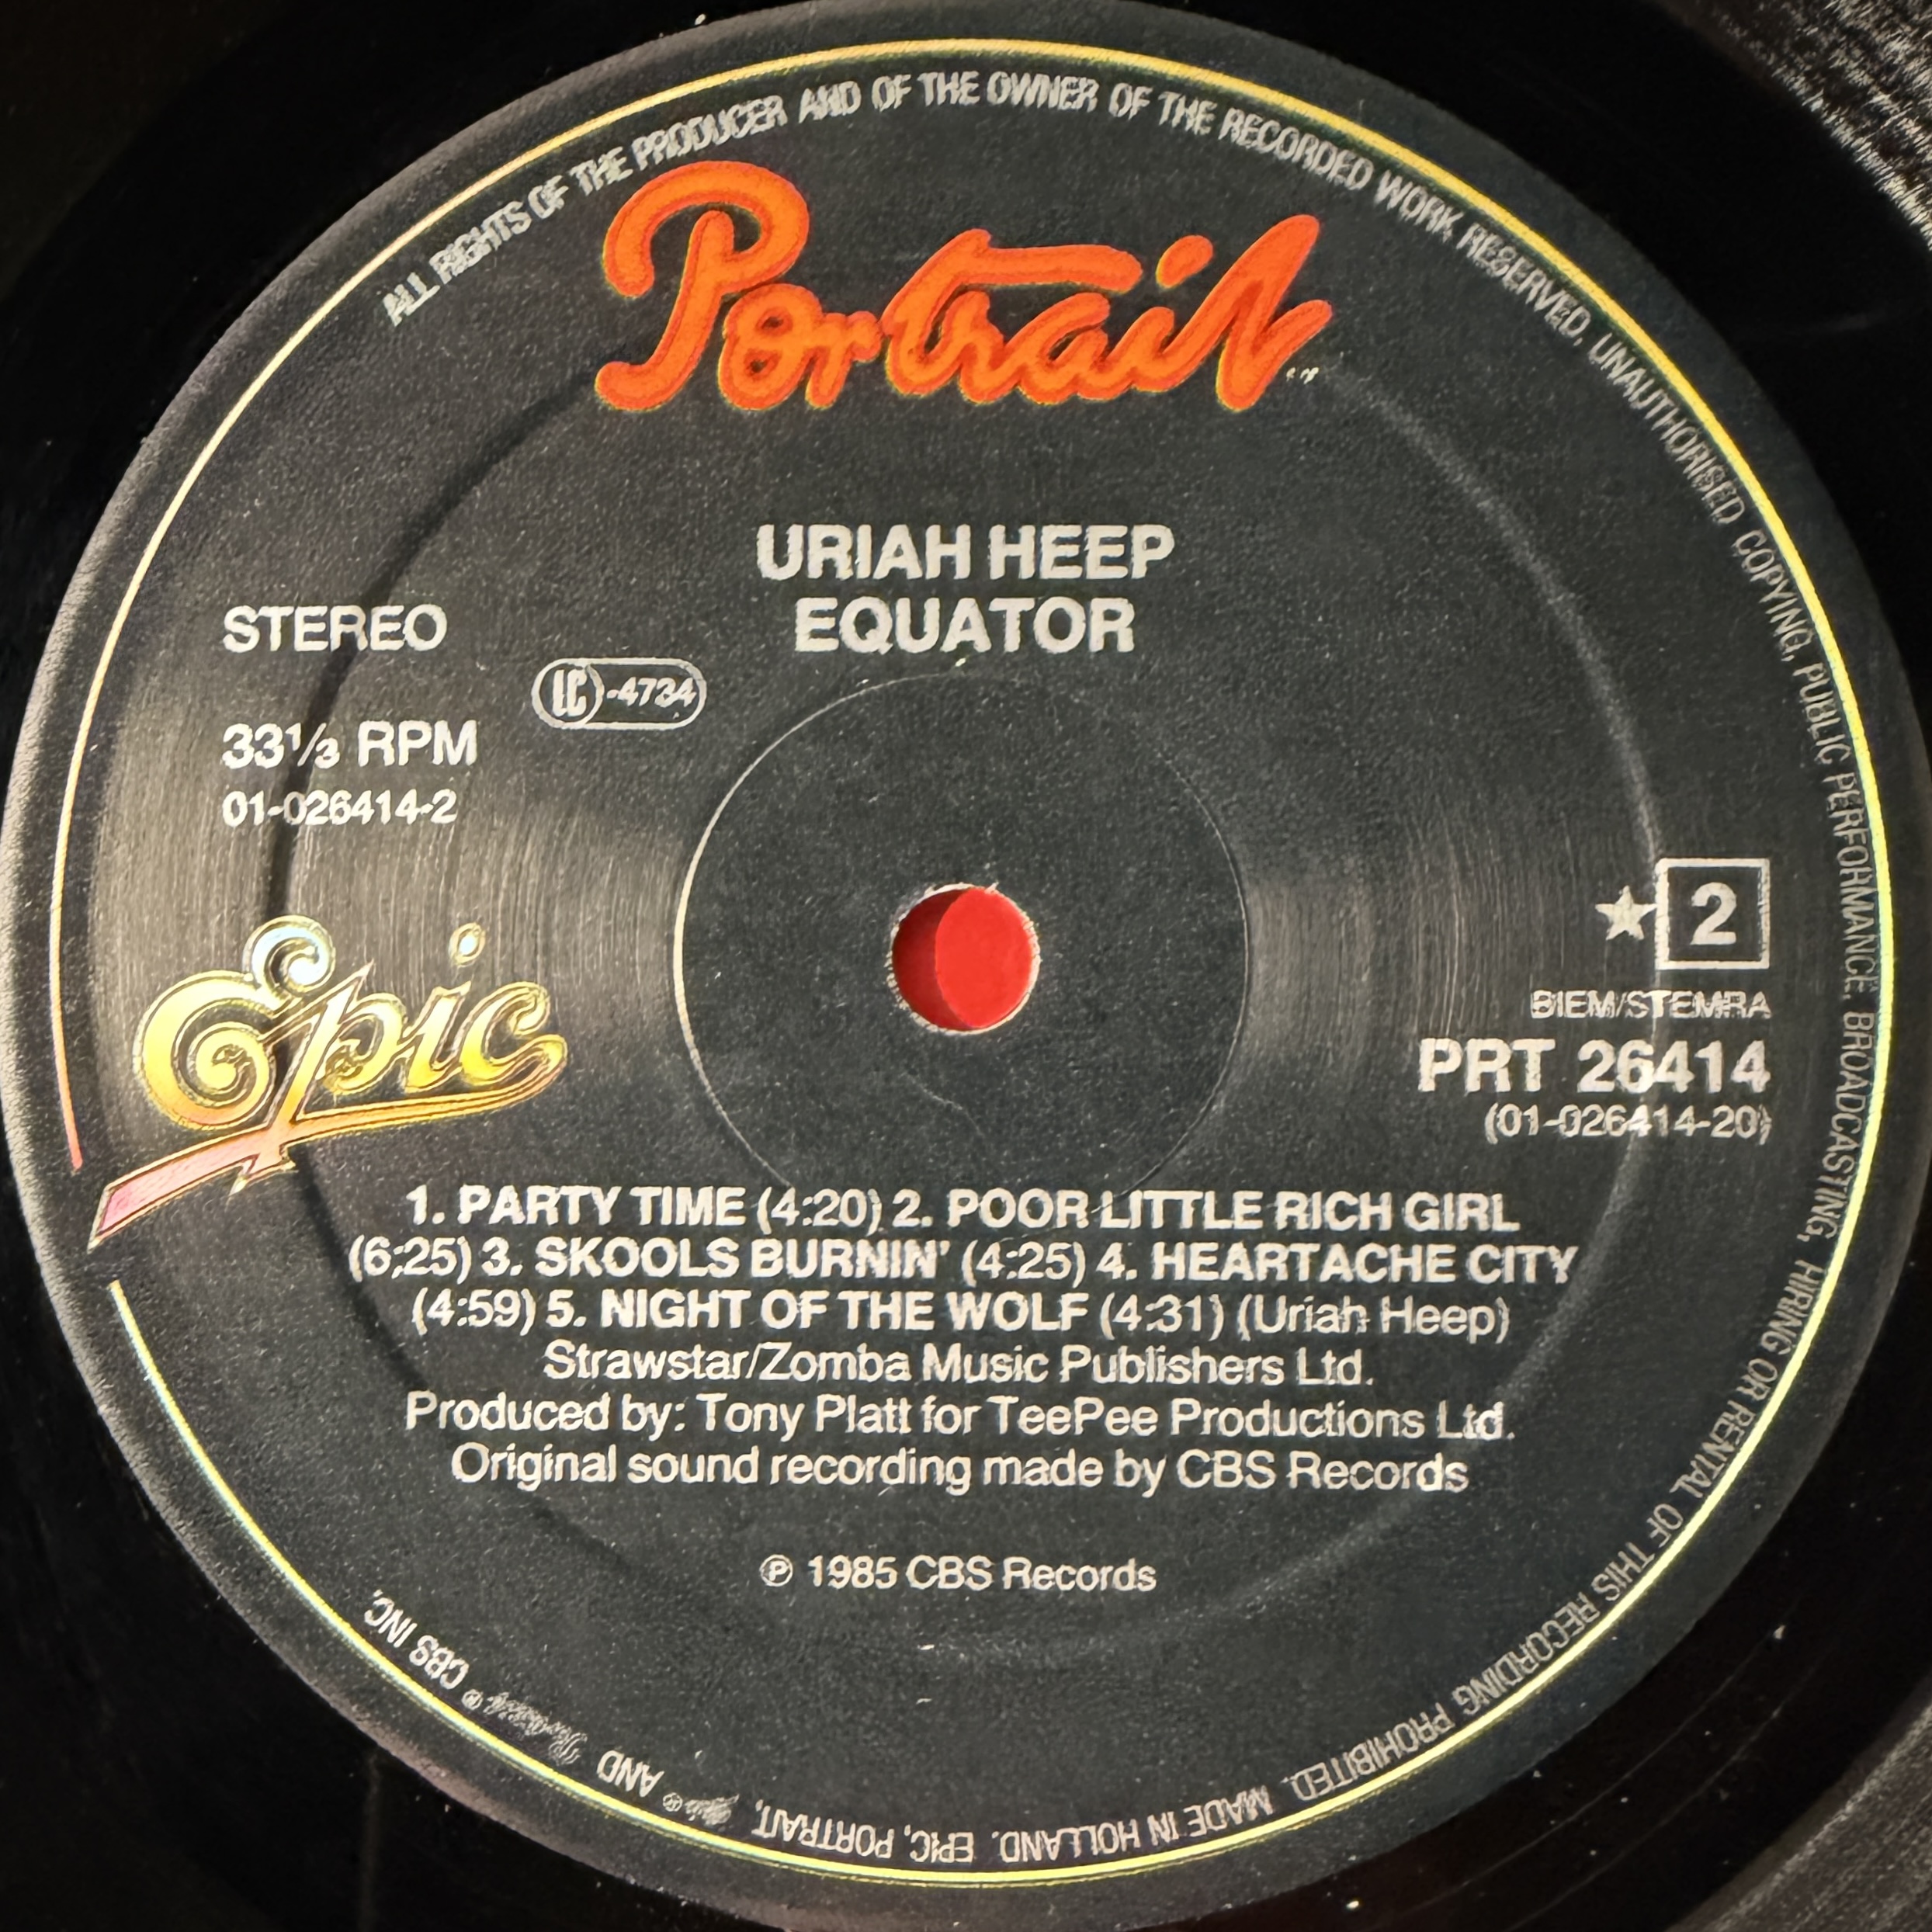 ALL RIGHTS OF THE PRODUCER AND OF THE OWNER OF THE RECORDED WORK RESERVED. UNAUTHORISED COPYING, PUBLIC PERFORMANCE, BROADCASTING, HIRING OR RENTAL OF THIS RECORDING PROHIBITED. MADE IN HOLLAND. EPIC, PORTRAIT, Epic ® AND Portrait ® CBS INC.
Portrait
URIAH HEEP
EQUATOR
STEREO
LC-4734
33⅓ RPM
01-026414-2
★ 2
BIEM/STEMRA
PRT 26414
(01-026414-20)
Epic
1. PARTY TIME (4:20) 2. POOR LITTLE RICH GIRL
(6:25) 3. SKOOLS BURNIN' (4:25) 4. HEARTACHE CITY
(4:59) 5. NIGHT OF THE WOLF (4:31) (Uriah Heep)
Strawstar/Zomba Music Publishers Ltd.
Produced by: Tony Platt for TeePee Productions Ltd.
Original sound recording made by CBS Records
℗ 1985 CBS Records